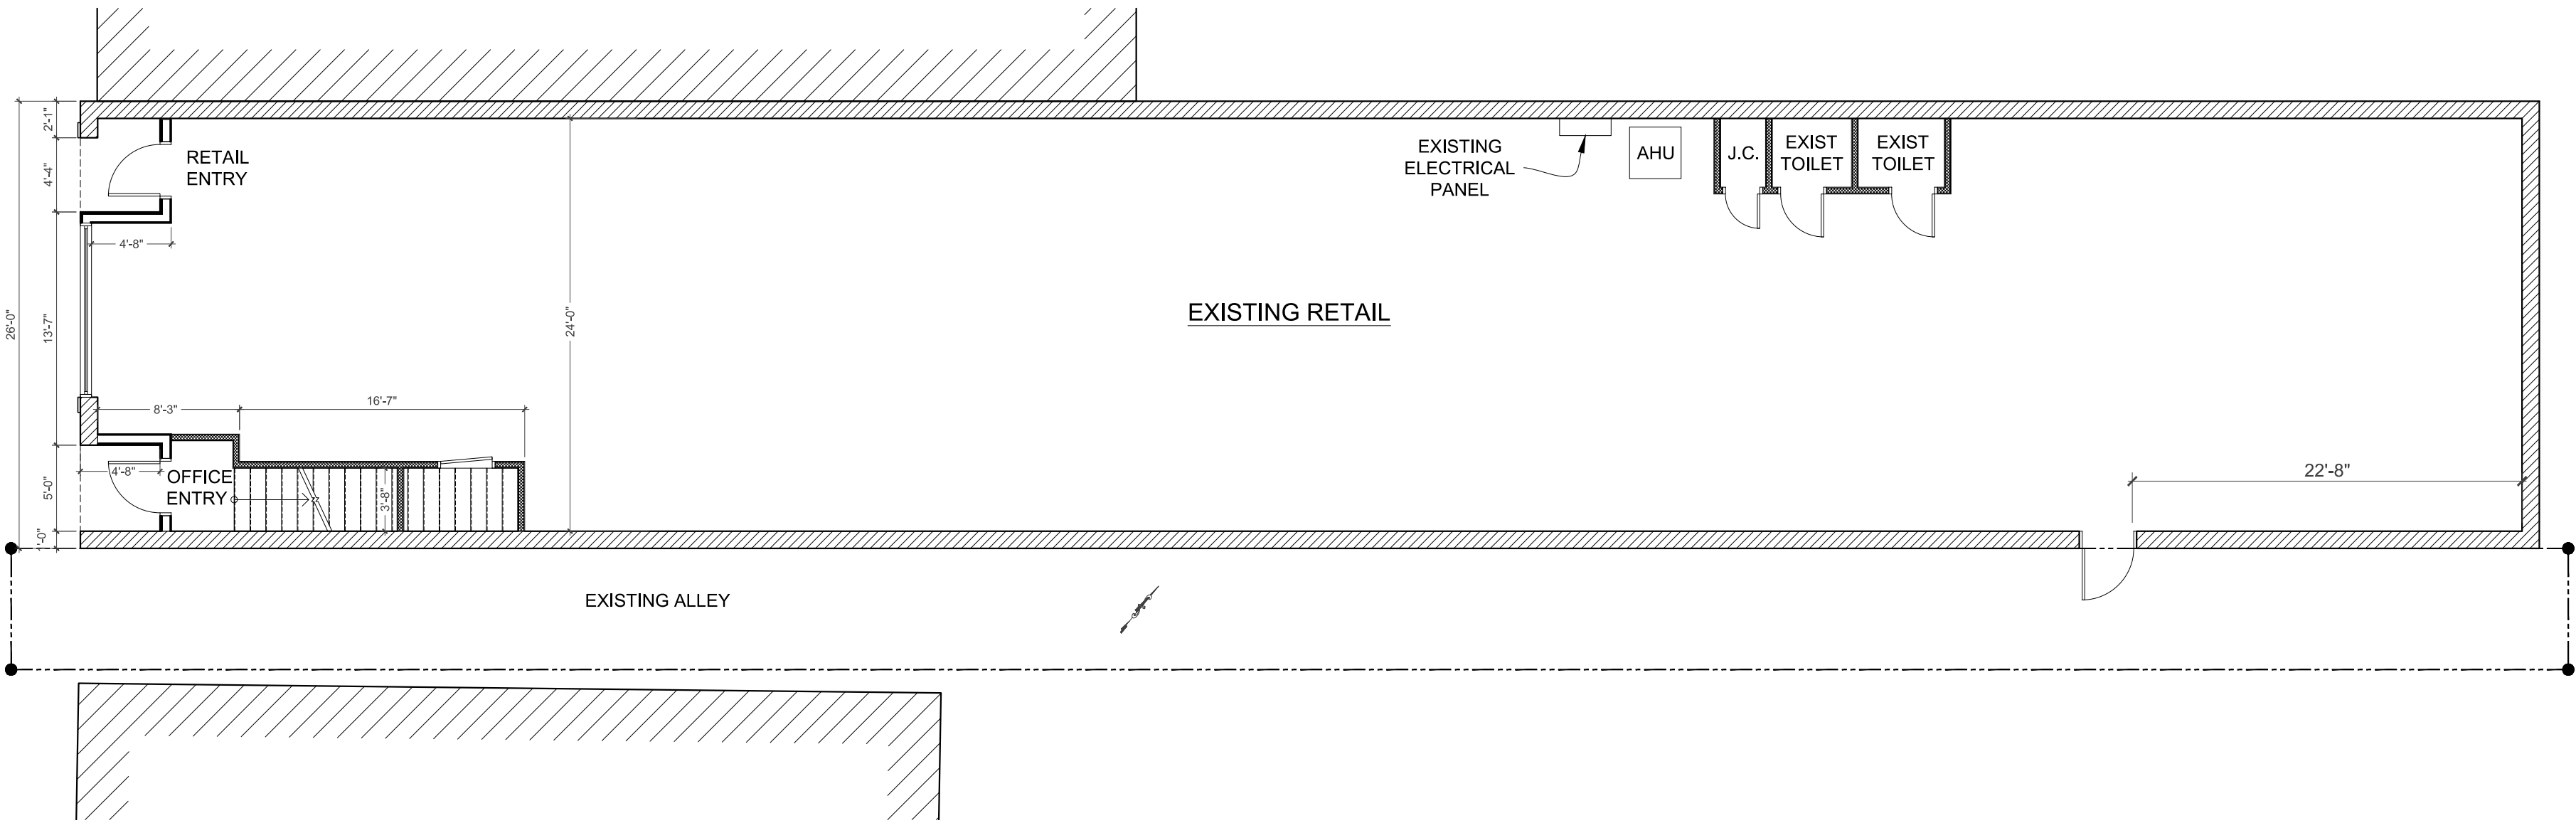 RETAIL
ENTRY
EXISTING
ELECTRICAL
PANEL
AHU
J.C.
EXIST
TOILET
EXIST
TOILET
2'-1"
4'-4"
4'-8"
26'-0"
13'-7"
24'-0"
EXISTING RETAIL
8'-3"
16'-7"
4'-8"
OFFICE
ENTRY
5'-0"
3'-8"
22'-8"
EXISTING ALLEY